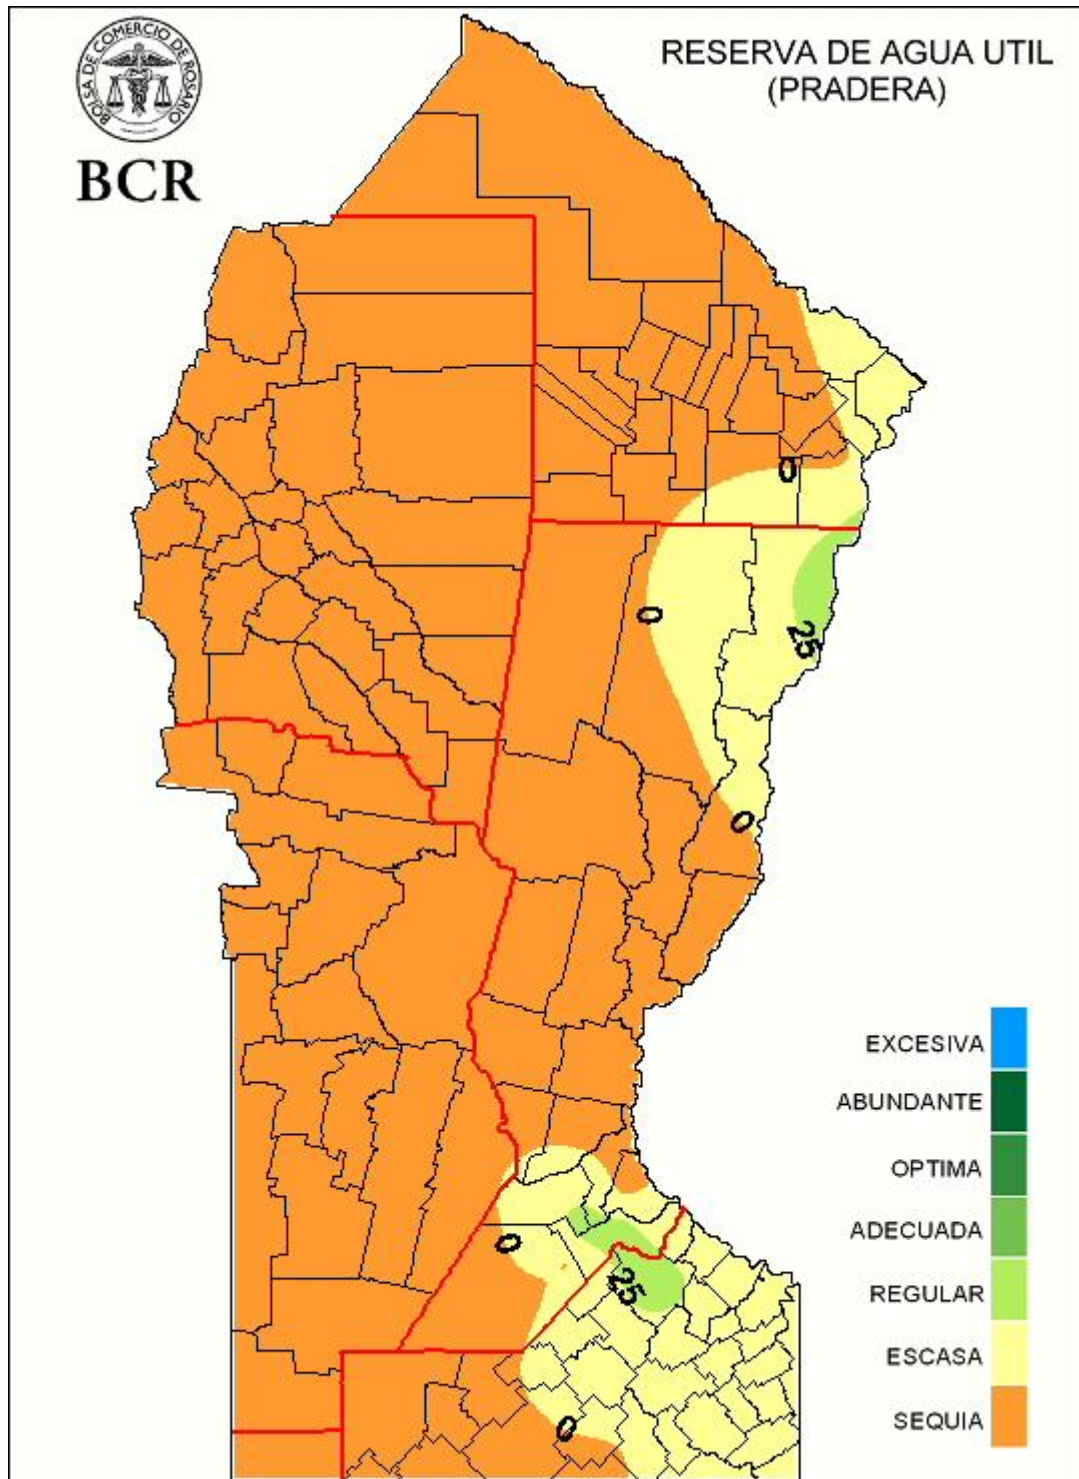 BOLSA DE COMERCIO DE ROSARIO
BCR
RESERVA DE AGUA UTIL
(PRADERA)
0
0
25
0
0
25
0
EXCESIVA
ABUNDANTE
OPTIMA
ADECUADA
REGULAR
ESCASA
SEQUIA